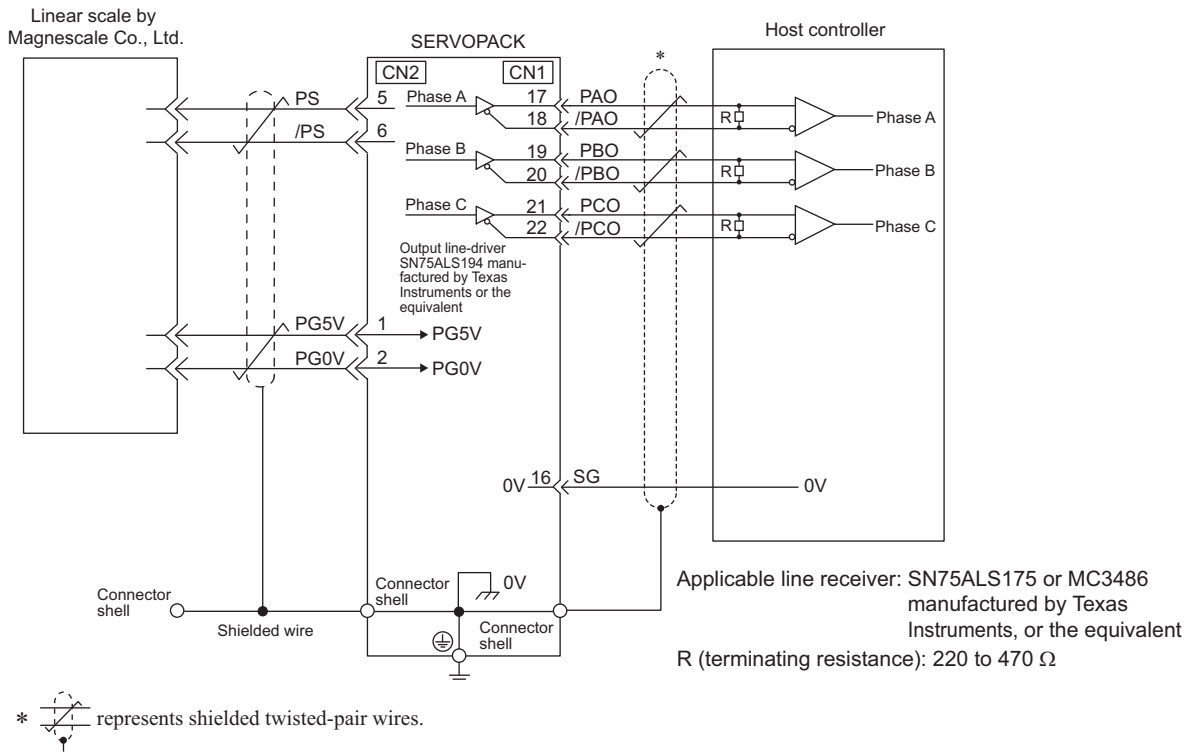 Linear scale by
Magnescale Co., Ltd.
SERVOPACK
Host controller
*
CN2
CN1
PS
5
Phase A
17
PAO
R
Phase A
18
/PAO
/PS
6
Phase B
19
PBO
R
Phase B
20
/PBO
Phase C
21
PCO
R
Phase C
22
/PCO
Output line-driver
SN75ALS194 manu-
factured by Texas
Instruments or the
equivalent
PG5V
1
PG5V
PG0V
2
PG0V
0V
16
SG
0V
Connector
shell
Shielded wire
Connector
shell
0V
Connector
shell
Applicable line receiver: SN75ALS175 or MC3486
manufactured by Texas
Instruments, or the equivalent
R (terminating resistance): 220 to 470 Ω
* represents shielded twisted-pair wires.